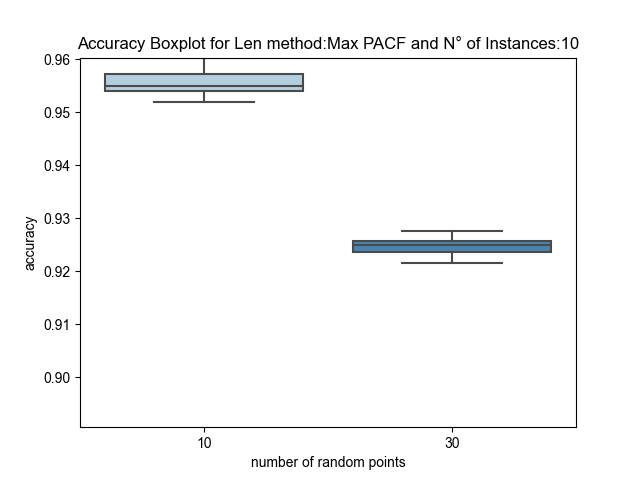 Accuracy Boxplot for Len method:Max PACF and N° of Instances:10
0.96
0.95
0.94
0.93
0.92
0.91
0.90
accuracy
10 30
number of random points